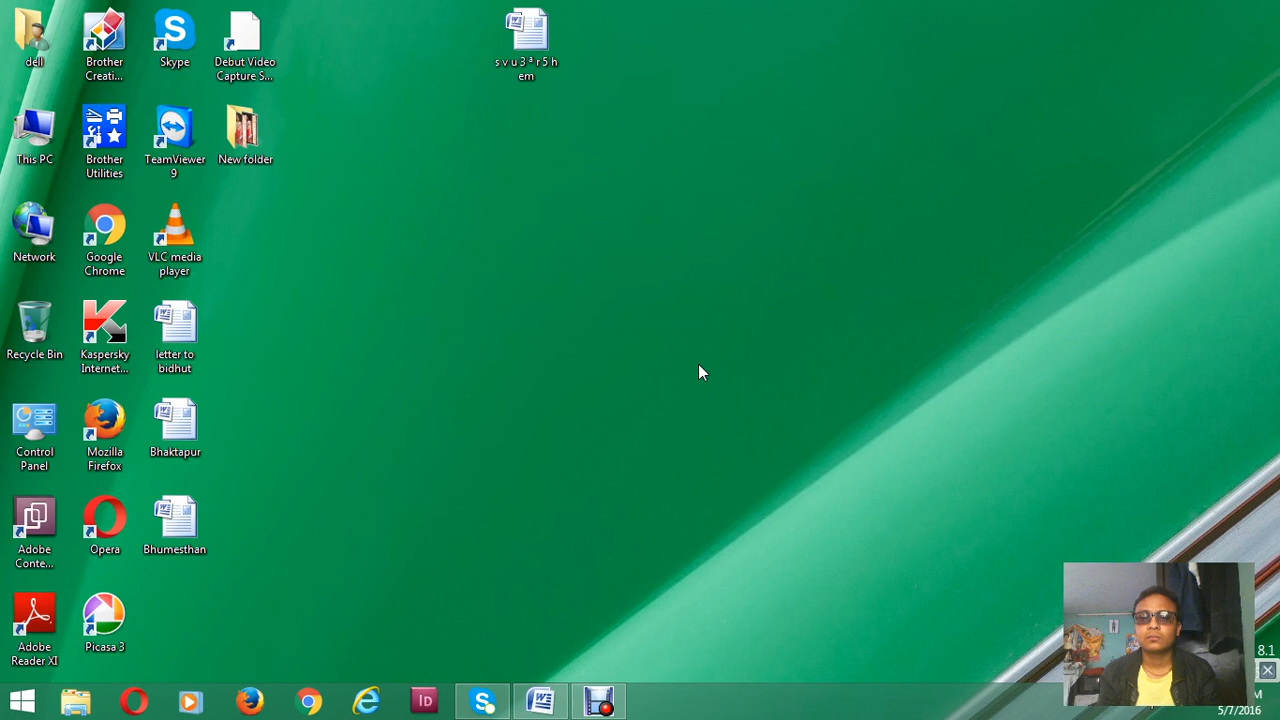 dell
Brother
Creati...
Skype
Debut Video
Capture S...
s v u 3 ª r 5 h
em
This PC
Brother
Utilities
TeamViewer
9
New folder
Network
Google
Chrome
VLC media
player
Recycle Bin
Kaspersky
Internet...
letter to
bidhut
Control
Panel
Mozilla
Firefox
Bhaktapur
Adobe
Conte...
Opera
Bhumesthan
Adobe
Reader XI
Picasa 3
8.1
Id
M
5/7/2016